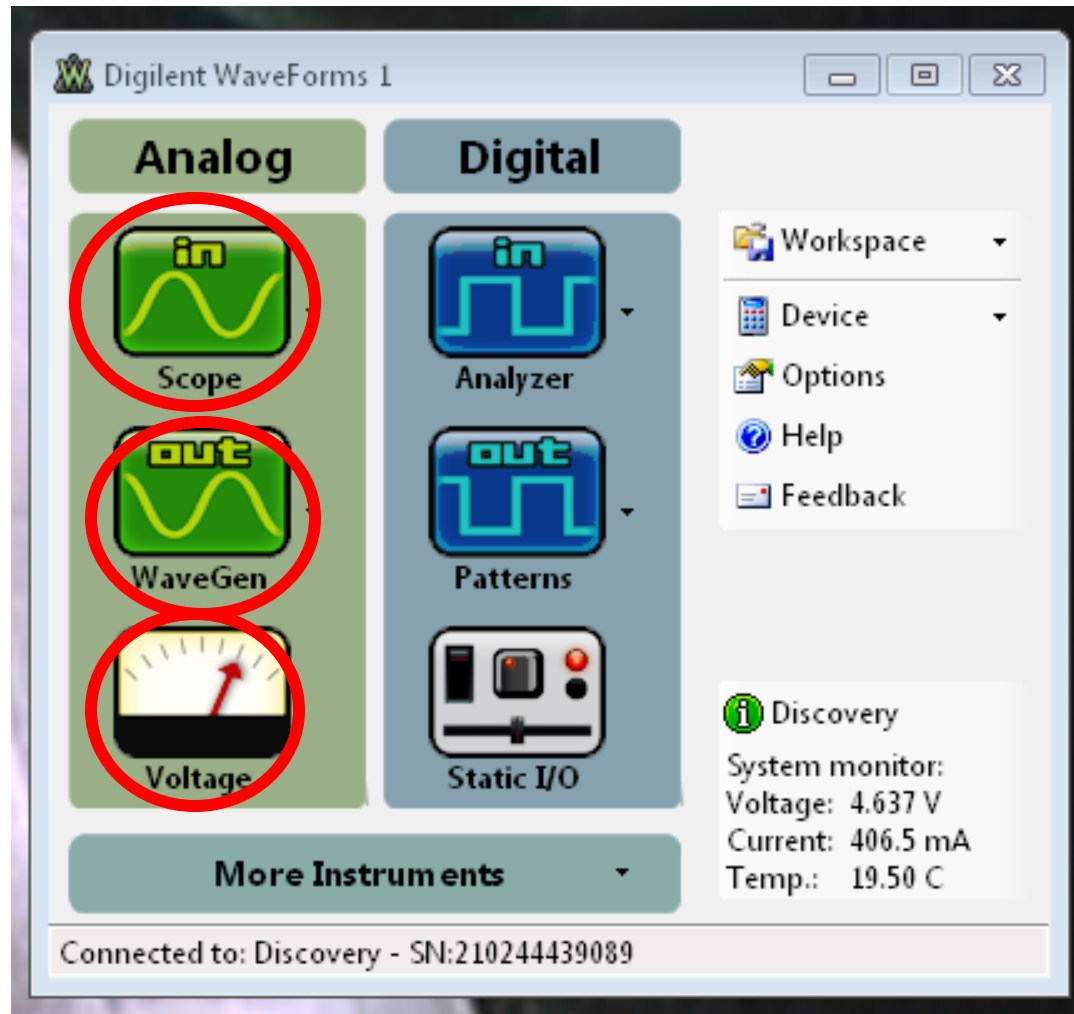 Digilent WaveForms 1
Analog
Digital
in
Scope
in
Analyzer
out
WaveGen
out
Patterns
Voltage
Static I/O
More Instruments
Workspace
Device
Options
Help
Feedback
Discovery
System monitor:
Voltage: 4.637 V
Current: 406.5 mA
Temp.: 19.50 C
Connected to: Discovery - SN:210244439089